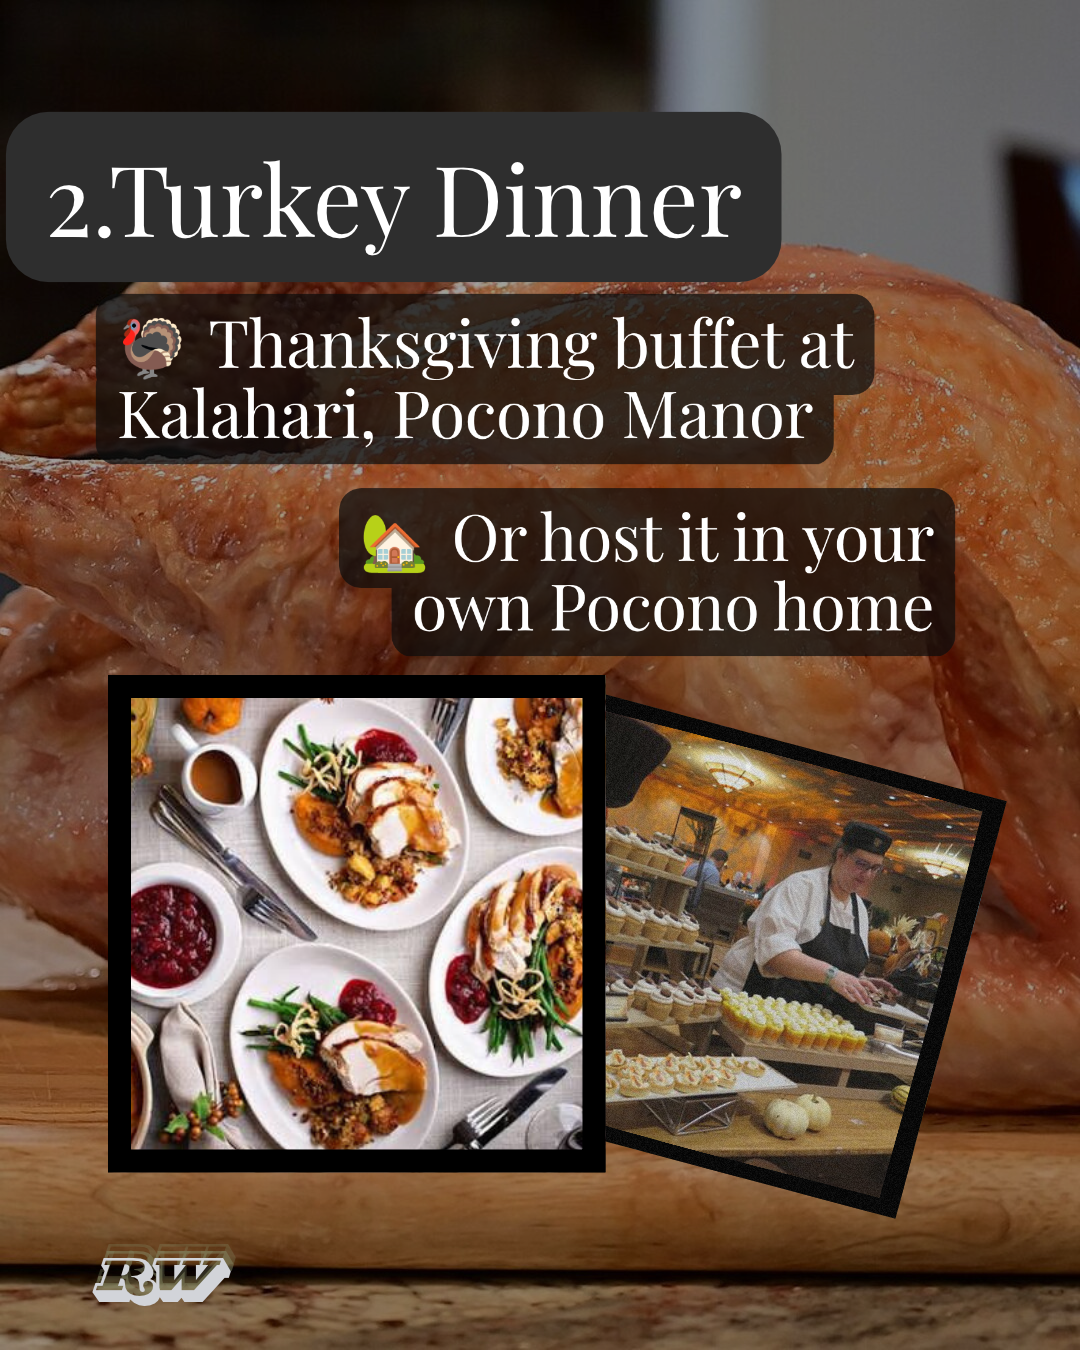 2.Turkey Dinner
🦃 Thanksgiving buffet at
Kalahari, Pocono Manor
🏡 Or host it in your
own Pocono home
RW